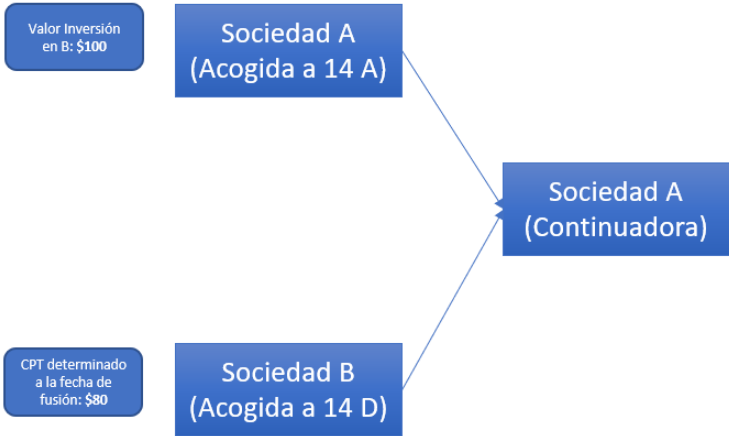 Valor Inversión
en B: $100
Sociedad A
(Acogida a 14 A)
Sociedad A
(Continuadora)
CPT determinado
a la fecha de
fusión: $80
Sociedad B
(Acogida a 14 D)